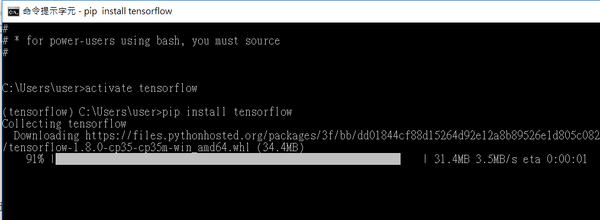 命令提示字元 - pip install tensorflow
#
# * for power-users using bash, you must source
#
C:\Users\user>activate tensorflow
(tensorflow) C:\Users\user>pip install tensorflow
Collecting tensorflow
Downloading https://files.pythonhosted.org/packages/3f/bb/dd01844cf88d15264d92e12a8b89526e1d805c082
/tensorflow-1.8.0-cp35-cp35m-win_amd64.whl (34.4MB)
91% | | 31.4MB 3.5MB/s eta 0:00:01